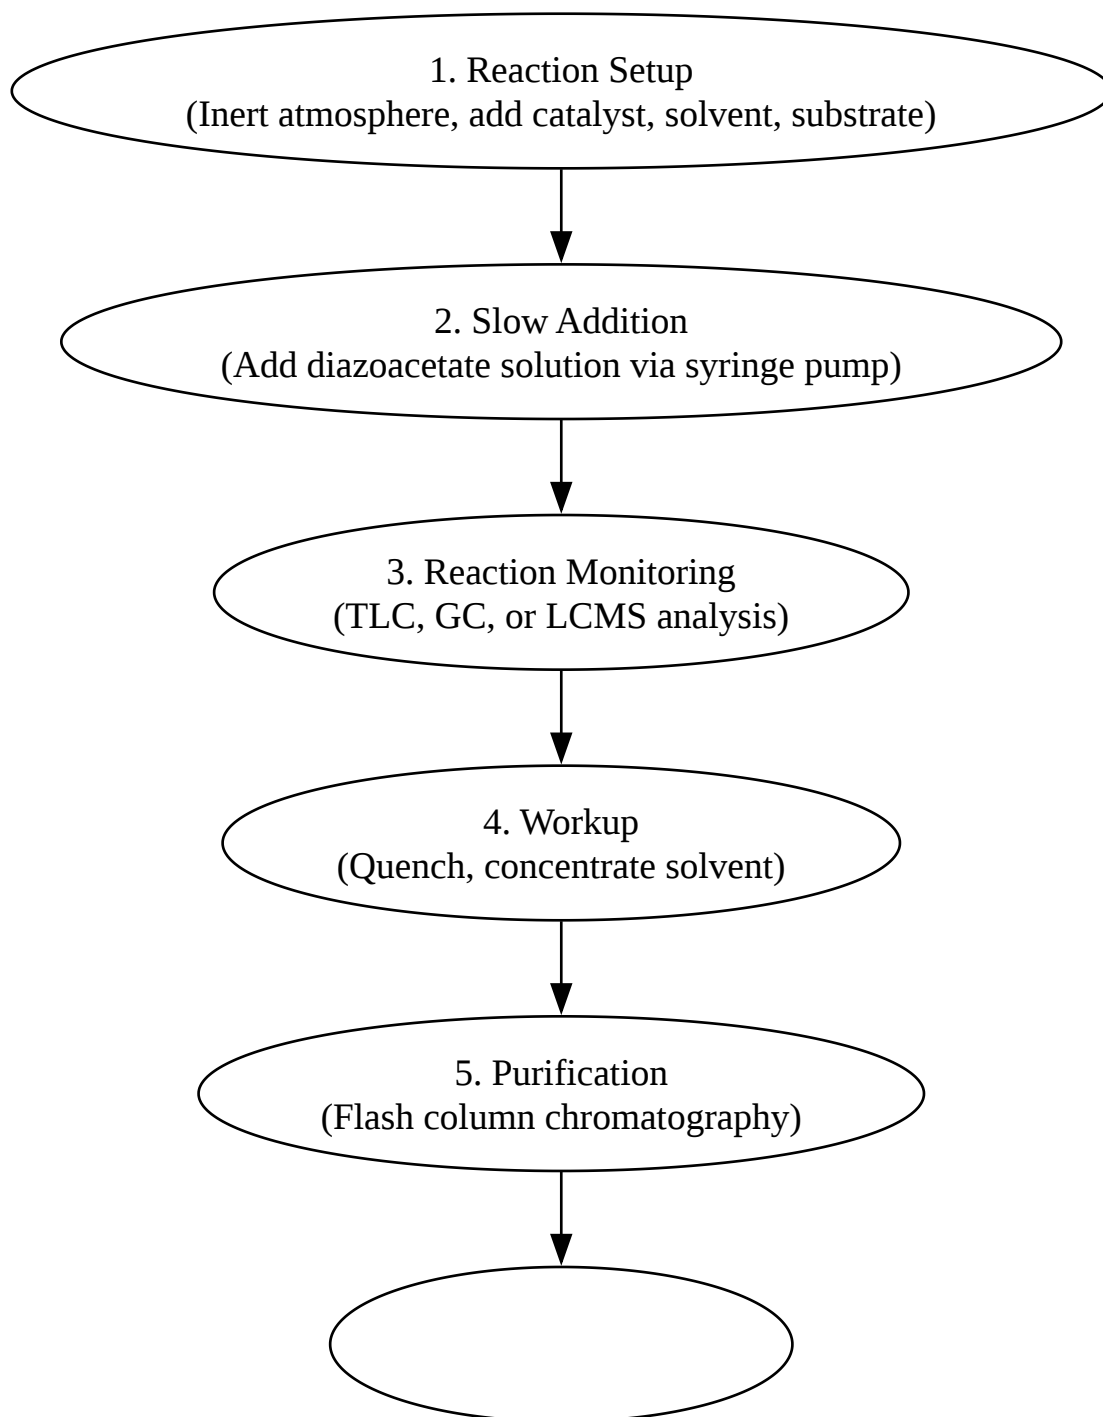 1. Reaction Setup
(Inert atmosphere, add catalyst, solvent, substrate)
2. Slow Addition
(Add diazoacetate solution via syringe pump)
3. Reaction Monitoring
(TLC, GC, or LCMS analysis)
4. Workup
(Quench, concentrate solvent)
5. Purification
(Flash column chromatography)